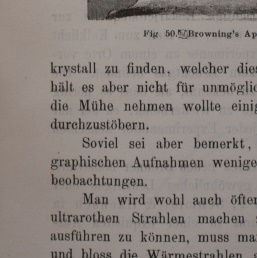 Fig. 50. Browning's Ap
krystall zu finden, welcher dies
hält es aber nicht für unmöglic
die Mühe nehmen wollte einig
durchzustöbern.
Soviel sei aber bemerkt,
graphischen Aufnahmen wenige
beobachtungen.
Man wird wohl auch öfter
ultrarothen Strahlen machen
ausführen zu können, muss ma
und bloss die Wärmestrahlen